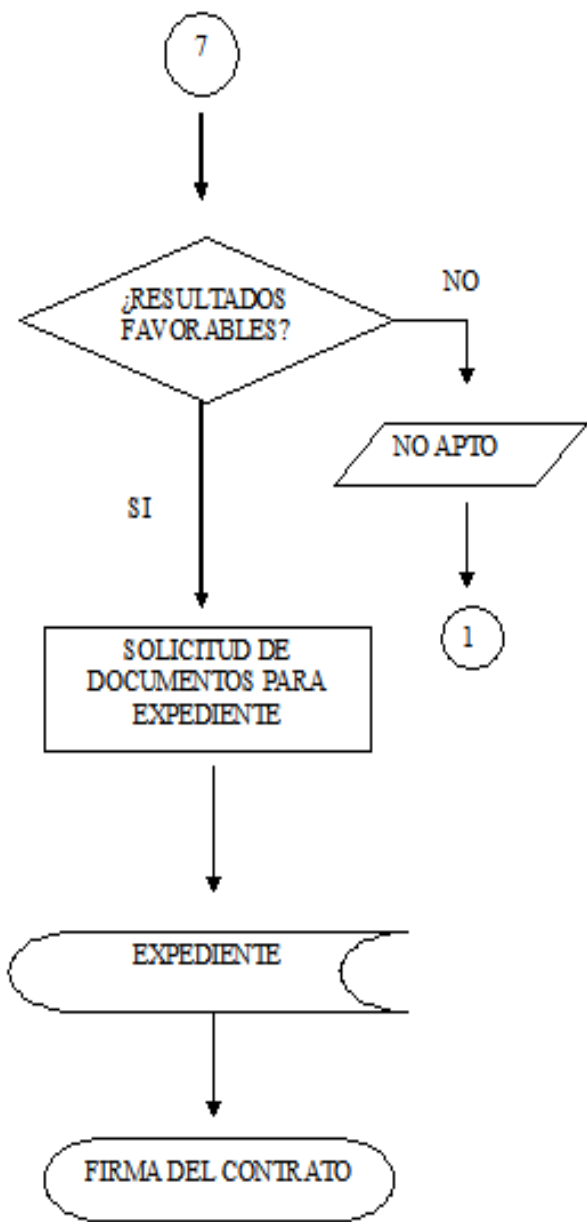 7
¿RESULTADOS
FAVORABLES?
NO
NO APTO
SI
1
SOLICITUD DE
DOCUMENTOS PARA
EXPEDIENTE
EXPEDIENTE
FIRMA DEL CONTRATO